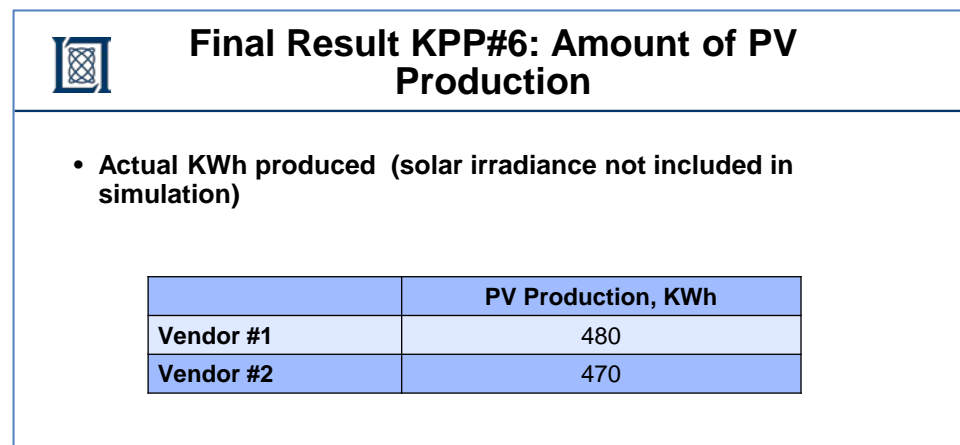 Final Result KPP#6: Amount of PV
Production
• Actual KWh produced (solar irradiance not included in
simulation)
PV Production, KWh
Vendor #1 480
Vendor #2 470